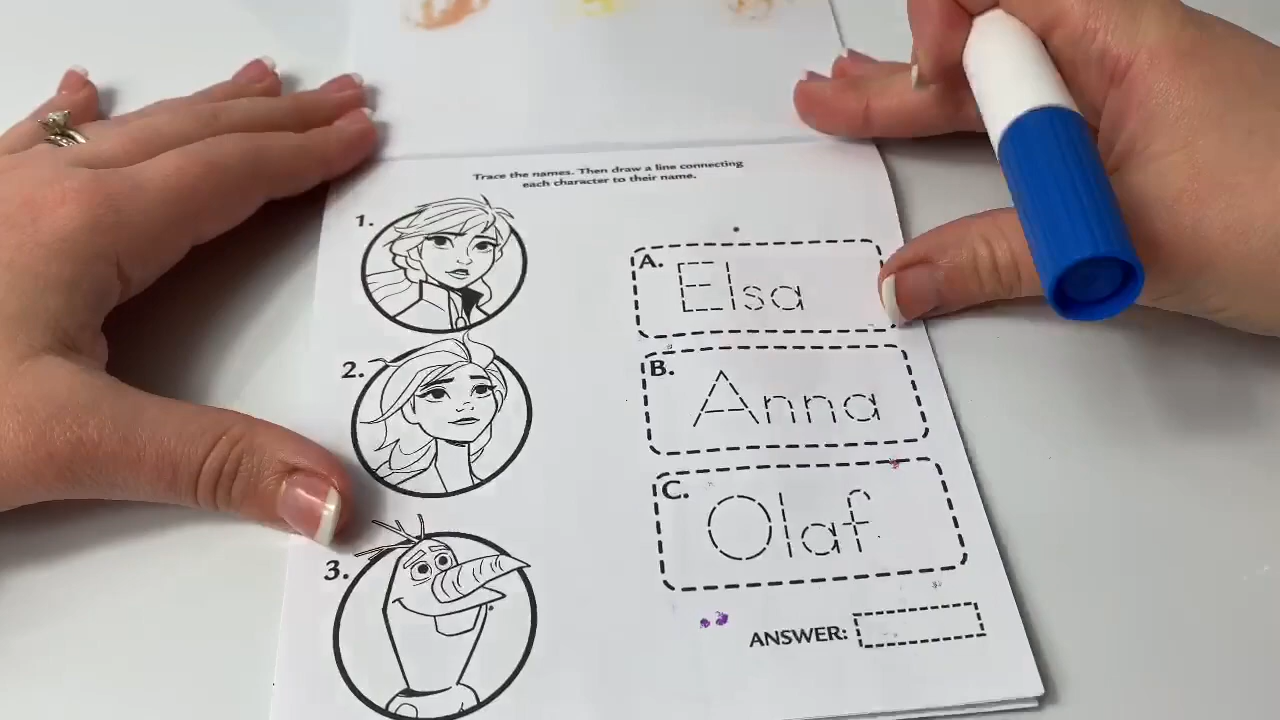 Trace the names. Then draw a line connecting
each character to their name.
1.
A. Elsa
2.
B. Anna
3.
C. Olaf
ANSWER: